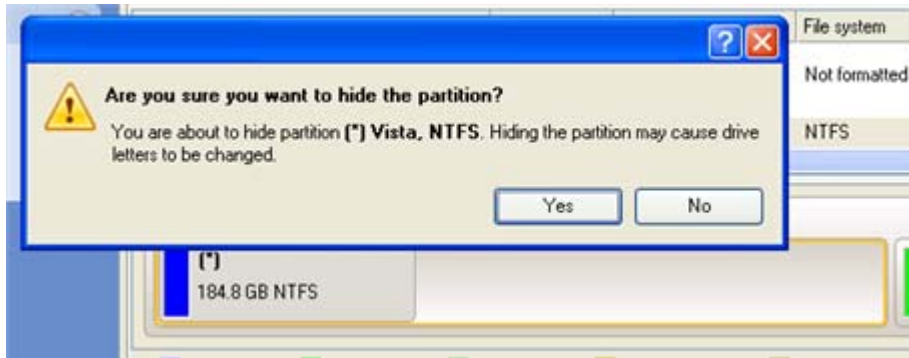 File system
Not formatted
Are you sure you want to hide the partition?
You are about to hide partition (*) Vista, NTFS. Hiding the partition may cause drive
letters to be changed.
NTFS
Yes
No
(*)
184.8 GB NTFS